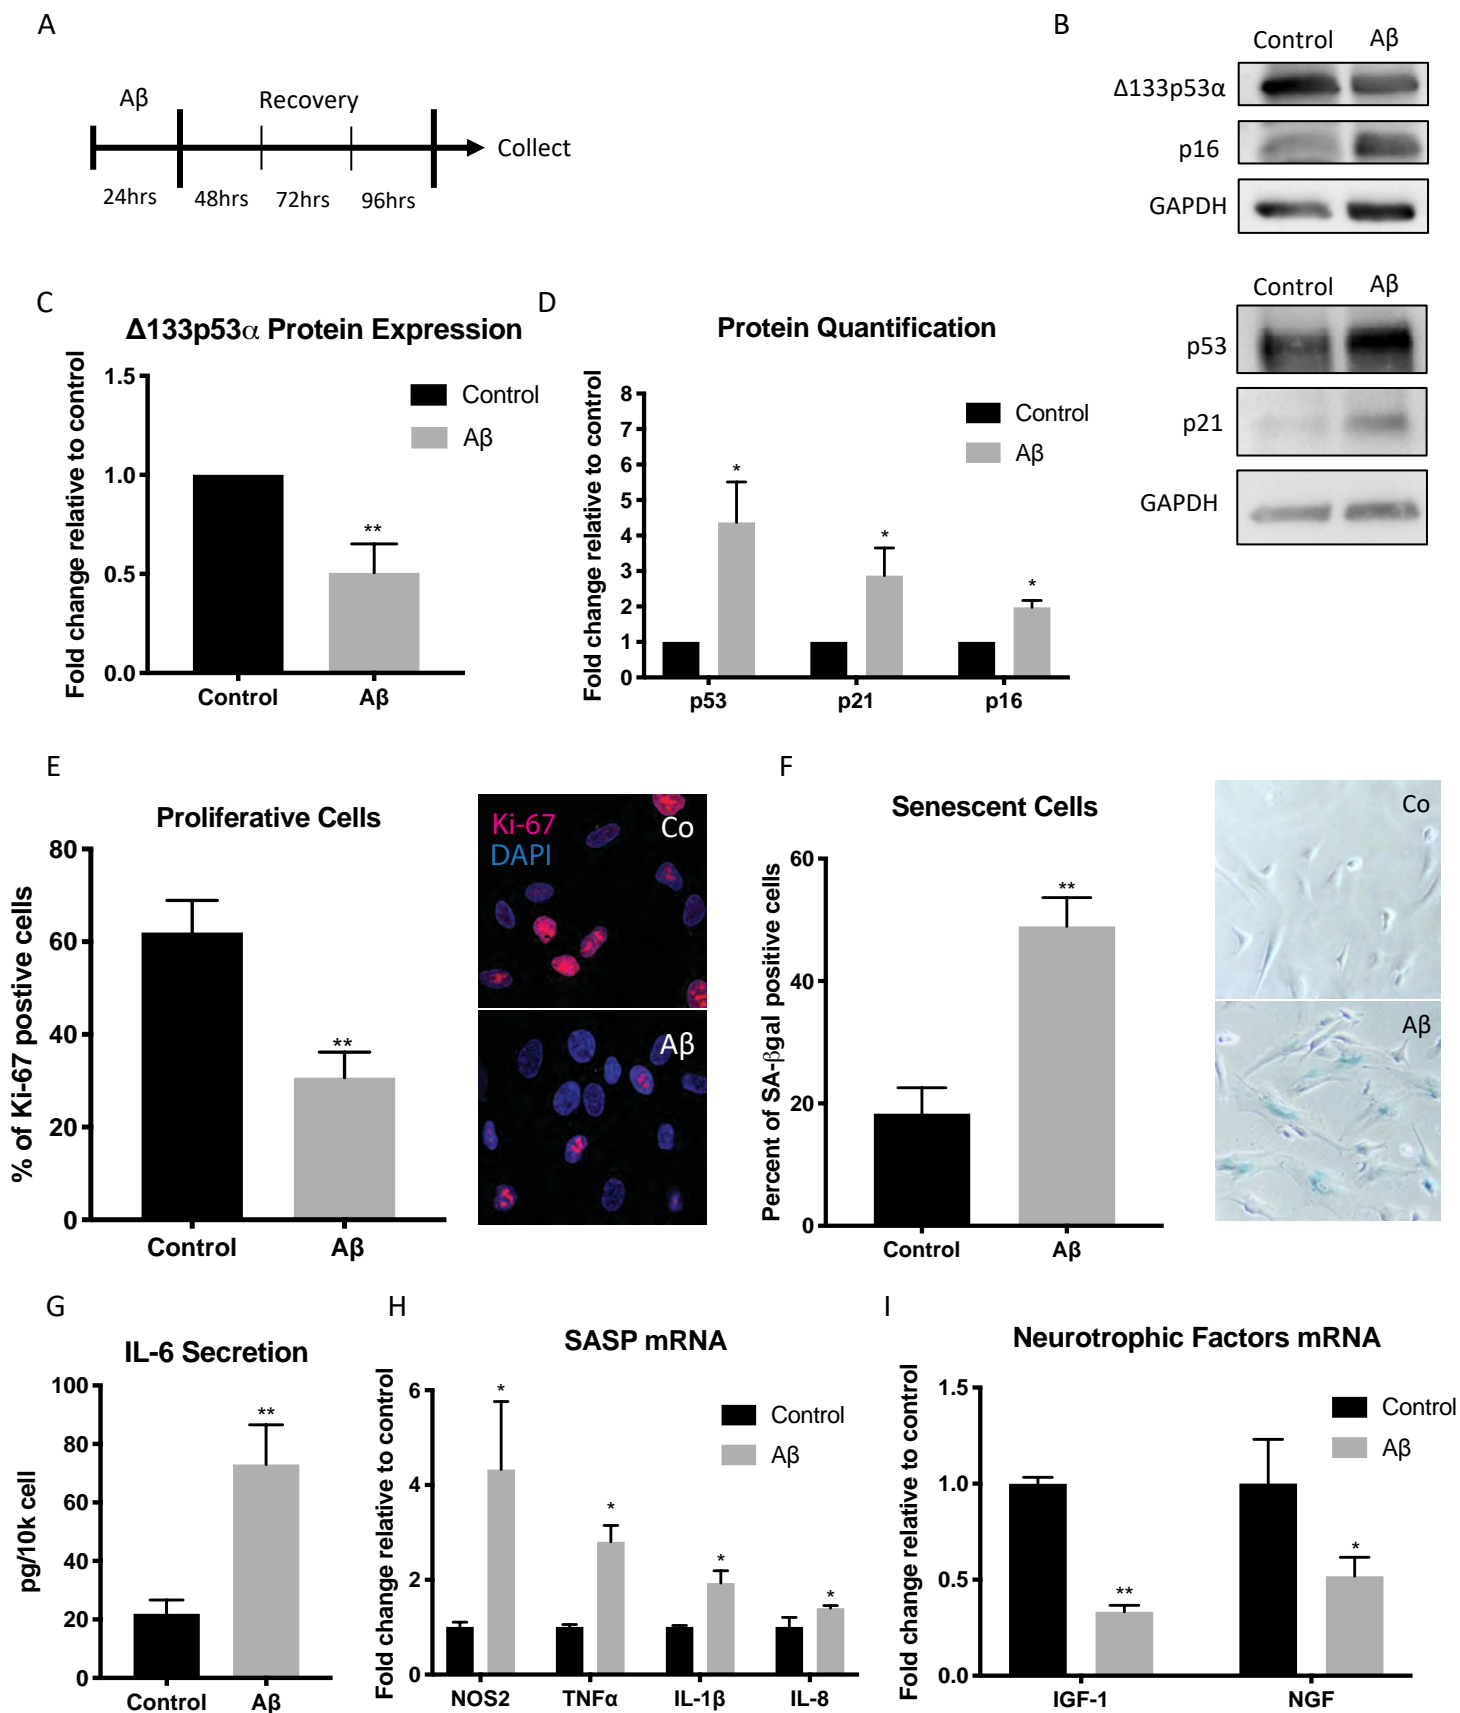 A
Aβ
Recovery
Collect
24hrs
48hrs
72hrs
96hrs
B
Control Aβ
Δ133p53α
p16
GAPDH
Control Aβ
p53
p21
GAPDH
C
Δ133p53α Protein Expression
Fold change relative to control
1.5
1.0
0.5
0.0
Control
Aβ
**
Control Aβ
D
Protein Quantification
Fold change relative to control
8
7
6
5
4
3
2
1
0
Control
Aβ
*
*
*
p53 p21 p16
E
Proliferative Cells
% of Ki-67 postive cells
80
60
40
20
0
**
Control Aβ
Ki-67
DAPI
Co
Aβ
F
Senescent Cells
Percent of SA-βgal positive cells
60
40
20
0
**
Control Aβ
Co
Aβ
G
IL-6 Secretion
pg/10k cell
100
80
60
40
20
0
**
Control Aβ
H
SASP mRNA
Fold change relative to control
6
4
2
0
Control
Aβ
*
*
*
*
NOS2 TNFα IL-1β IL-8
I
Neurotrophic Factors mRNA
Fold change relative to control
1.5
1.0
0.5
0.0
Control
Aβ
**
*
IGF-1 NGF